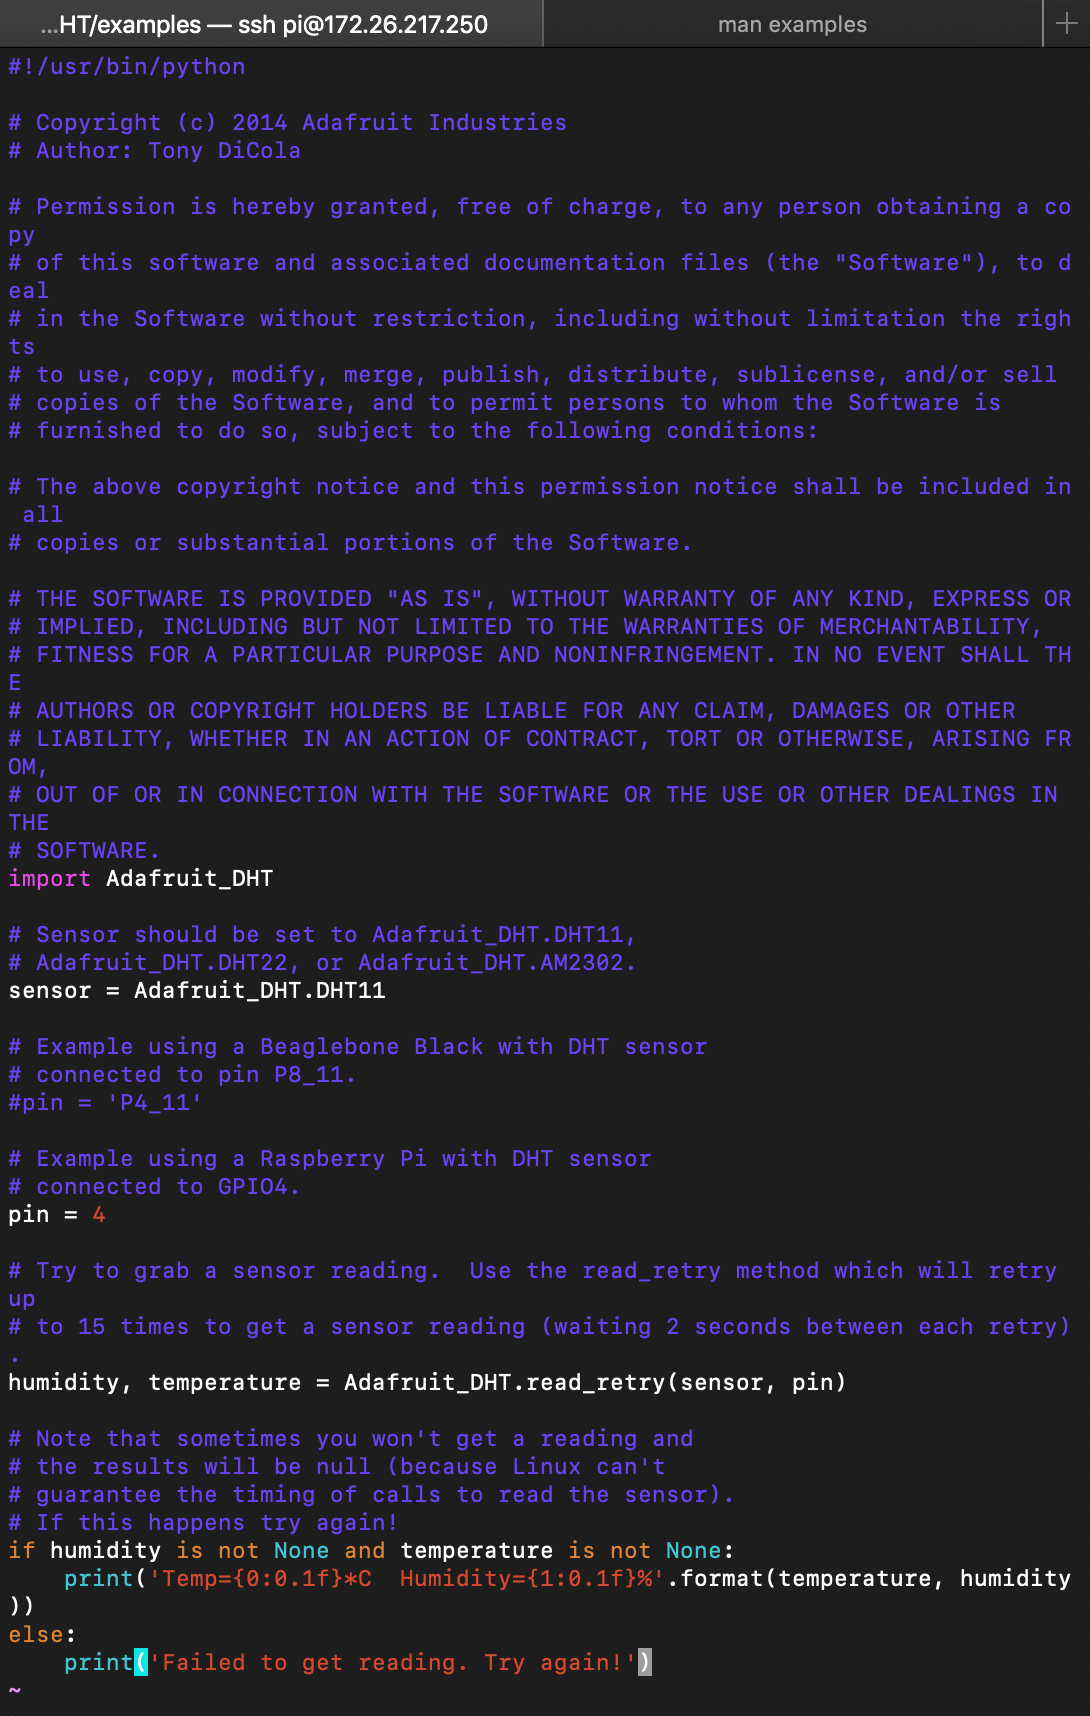 ...HT/examples — ssh pi@172.26.217.250
man examples
+
#!/usr/bin/python
# Copyright (c) 2014 Adafruit Industries
# Author: Tony DiCola
# Permission is hereby granted, free of charge, to any person obtaining a co
py
# of this software and associated documentation files (the "Software"), to d
eal
# in the Software without restriction, including without limitation the righ
ts
# to use, copy, modify, merge, publish, distribute, sublicense, and/or sell
# copies of the Software, and to permit persons to whom the Software is
# furnished to do so, subject to the following conditions:
# The above copyright notice and this permission notice shall be included in
 all
# copies or substantial portions of the Software.
# THE SOFTWARE IS PROVIDED "AS IS", WITHOUT WARRANTY OF ANY KIND, EXPRESS OR
# IMPLIED, INCLUDING BUT NOT LIMITED TO THE WARRANTIES OF MERCHANTABILITY,
# FITNESS FOR A PARTICULAR PURPOSE AND NONINFRINGEMENT. IN NO EVENT SHALL TH
E
# AUTHORS OR COPYRIGHT HOLDERS BE LIABLE FOR ANY CLAIM, DAMAGES OR OTHER
# LIABILITY, WHETHER IN AN ACTION OF CONTRACT, TORT OR OTHERWISE, ARISING FR
OM,
# OUT OF OR IN CONNECTION WITH THE SOFTWARE OR THE USE OR OTHER DEALINGS IN
THE
# SOFTWARE.
import Adafruit_DHT
# Sensor should be set to Adafruit_DHT.DHT11,
# Adafruit_DHT.DHT22, or Adafruit_DHT.AM2302.
sensor = Adafruit_DHT.DHT11
# Example using a Beaglebone Black with DHT sensor
# connected to pin P8_11.
#pin = 'P4_11'
# Example using a Raspberry Pi with DHT sensor
# connected to GPIO4.
pin = 4
# Try to grab a sensor reading.  Use the read_retry method which will retry
up
# to 15 times to get a sensor reading (waiting 2 seconds between each retry)
.
humidity, temperature = Adafruit_DHT.read_retry(sensor, pin)
# Note that sometimes you won't get a reading and
# the results will be null (because Linux can't
# guarantee the timing of calls to read the sensor).
# If this happens try again!
if humidity is not None and temperature is not None:
    print('Temp={0:0.1f}*C  Humidity={1:0.1f}%'.format(temperature, humidity
))
else:
    print('Failed to get reading. Try again!')
~